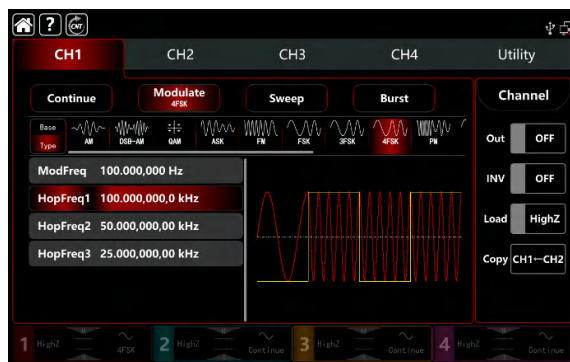 ? CNT
CH1 CH2 CH3 CH4 Utility
Continue Modulate Sweep Burst Channel
4FSK
Base
Type AM DSB-AM QAM ASK FM FSK 3FSK 4FSK PM
Out OFF
ModFreq 100.000,000 Hz
HopFreq1 100.000,000,0 kHz
INV OFF
HopFreq2 50.000,000,00 kHz
Load HighZ
HopFreq3 25.000,000,00 kHz
Copy CH1←CH2
1 HighZ 4FSK 2 HighZ Continue 3 HighZ Continue 4 HighZ Continue